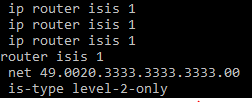 ip router isis 1
ip router isis 1
ip router isis 1
router isis 1
net 49.0020.3333.3333.3333.00
is-type level-2-only